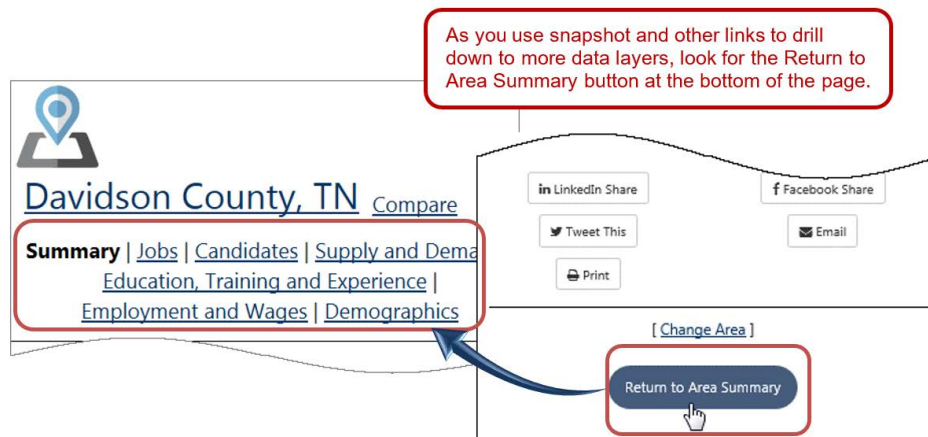 As you use snapshot and other links to drill
down to more data layers, look for the Return to
Area Summary button at the bottom of the page.
Davidson County, TN Compare
Summary | Jobs | Candidates | Supply and Dema
Education, Training and Experience |
Employment and Wages | Demographics
in LinkedIn Share
f Facebook Share
Tweet This
Email
Print
[ Change Area ]
Return to Area Summary